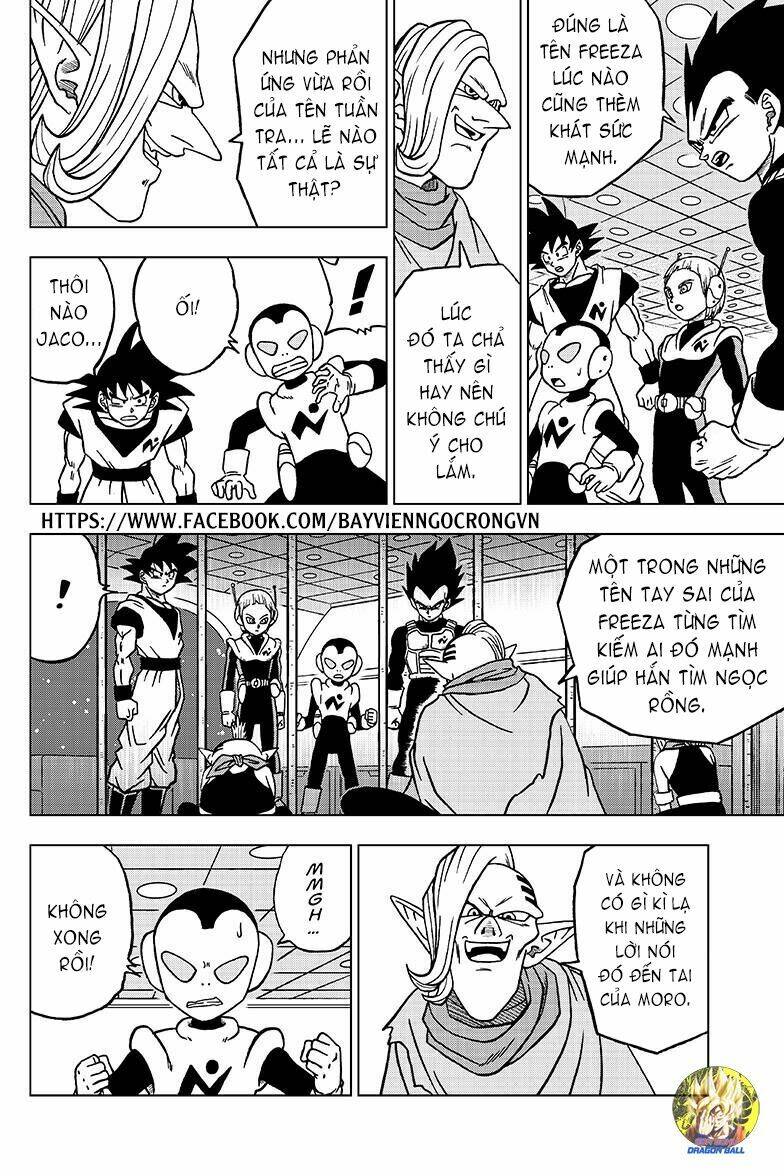 ĐÚNG LÀ
TÊN FREEZA
LÚC NÀO
CŨNG THÈM
KHÁT SỨC
MẠNH.
LÚC
ĐÓ TA CHẢ
THẤY GÌ
HAY NÊN
KHÔNG CHÚ
Ý CHO
LẮM.
NHƯNG PHẢN
ỨNG VỪA RỒI
CỦA TÊN TUẦN
TRA... LẼ NÀO
TẤT CẢ LÀ SỰ
THẬT?
!
ỐI!
THÔI
NÀO
JACO...
HTTPS://WWW.FACEBOOK.COM/BAYVIENNGOCRONGVN
MỘT TRONG NHỮNG
TÊN TAY SAI CỦA
FREEZA TỪNG TÌM
KIẾM AI ĐÓ MẠNH
GIÚP HẮN TÌM NGỌC
RỒNG.
!
VÀ KHÔNG
CÓ GÌ KÌ LẠ
KHI NHỮNG
LỜI NÓI
ĐÓ ĐẾN TAI
CỦA MORO.
MMGH...
KHÔNG
XONG
RỒI!
DRAGON BALL